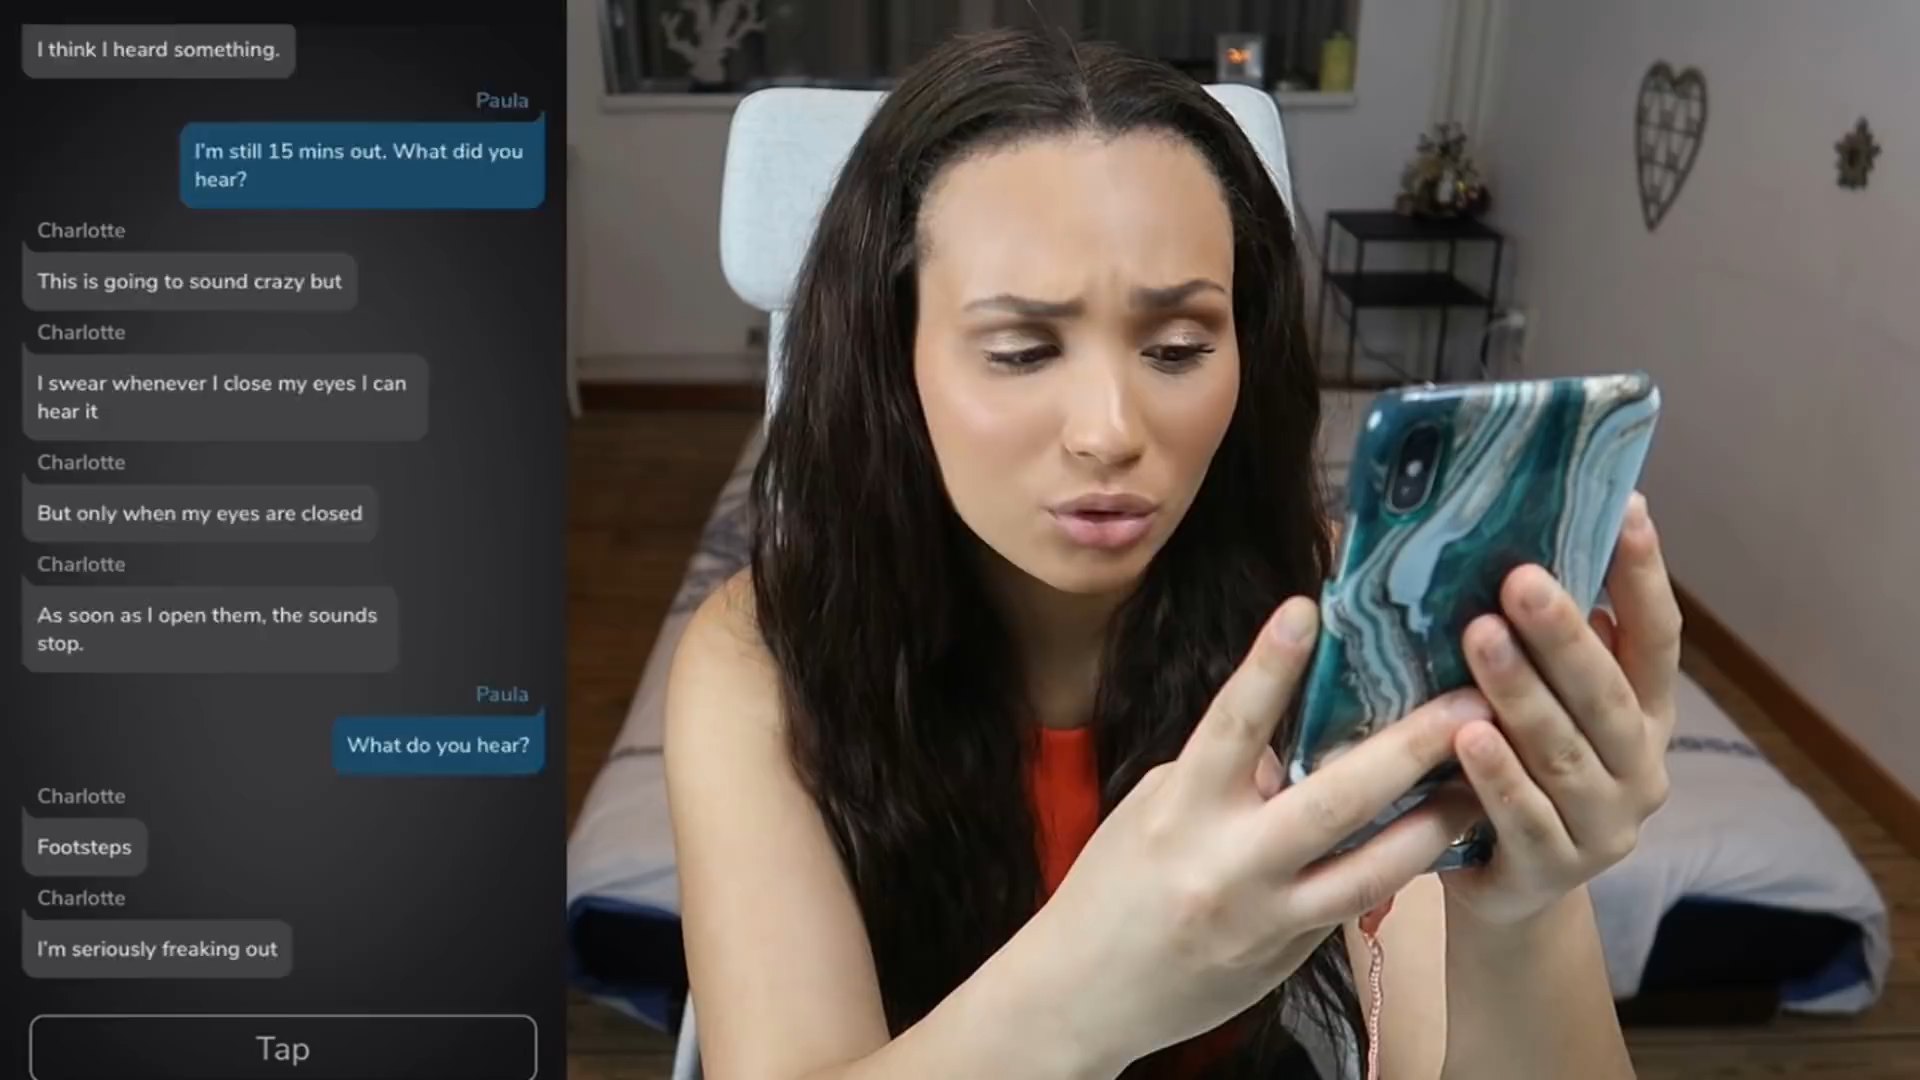 I think I heard something.
Paula
I'm still 15 mins out. What did you
hear?
Charlotte
This is going to sound crazy but
Charlotte
I swear whenever I close my eyes I can
hear it
Charlotte
But only when my eyes are closed
Charlotte
As soon as I open them, the sounds
stop.
Paula
What do you hear?
Charlotte
Footsteps
Charlotte
I'm seriously freaking out
Tap